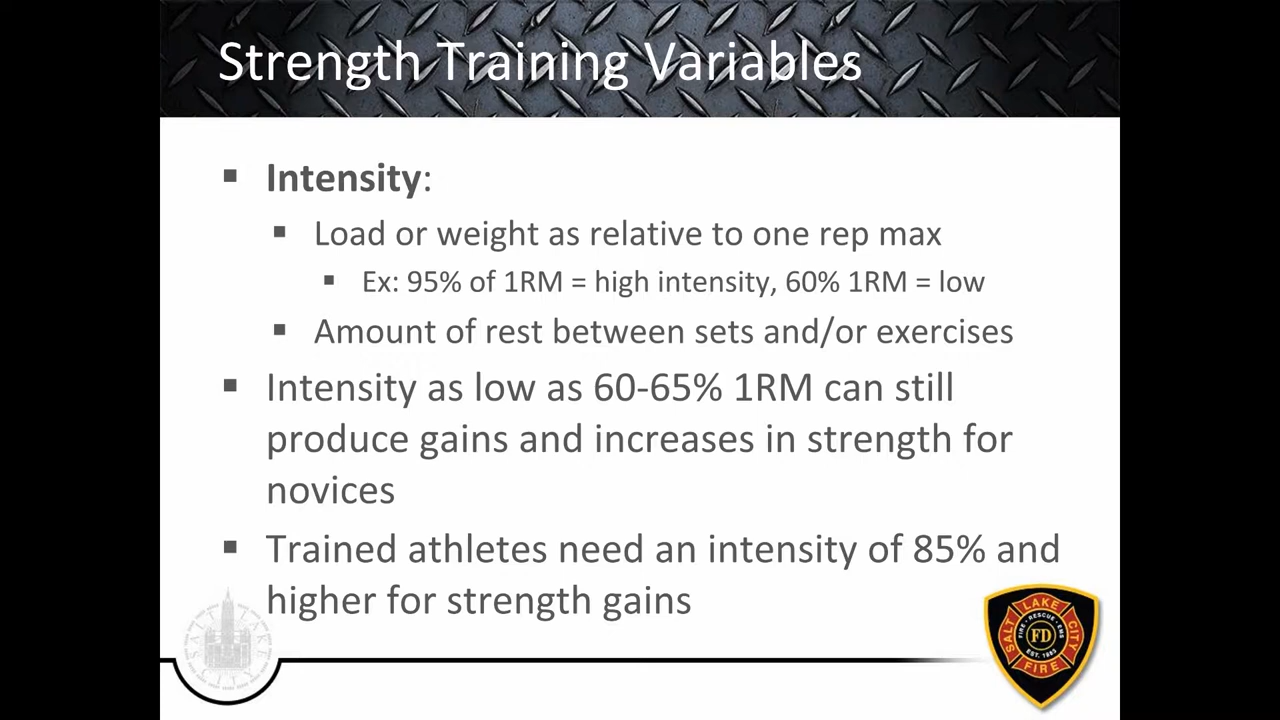 Strength Training Variables
▪ Intensity:
▪ Load or weight as relative to one rep max
▪ Ex: 95% of 1RM = high intensity, 60% 1RM = low
▪ Amount of rest between sets and/or exercises
▪ Intensity as low as 60-65% 1RM can still
produce gains and increases in strength for
novices
▪ Trained athletes need an intensity of 85% and
higher for strength gains
SALT LAKE CITY
SALT LAKE CITY
FIRE • RESCUE • EMS
FD
EST. 1883
FIRE